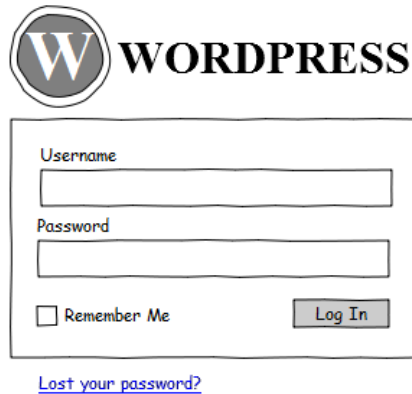 W WORDPRESS
Username
Password
Remember Me Log In
Lost your password?